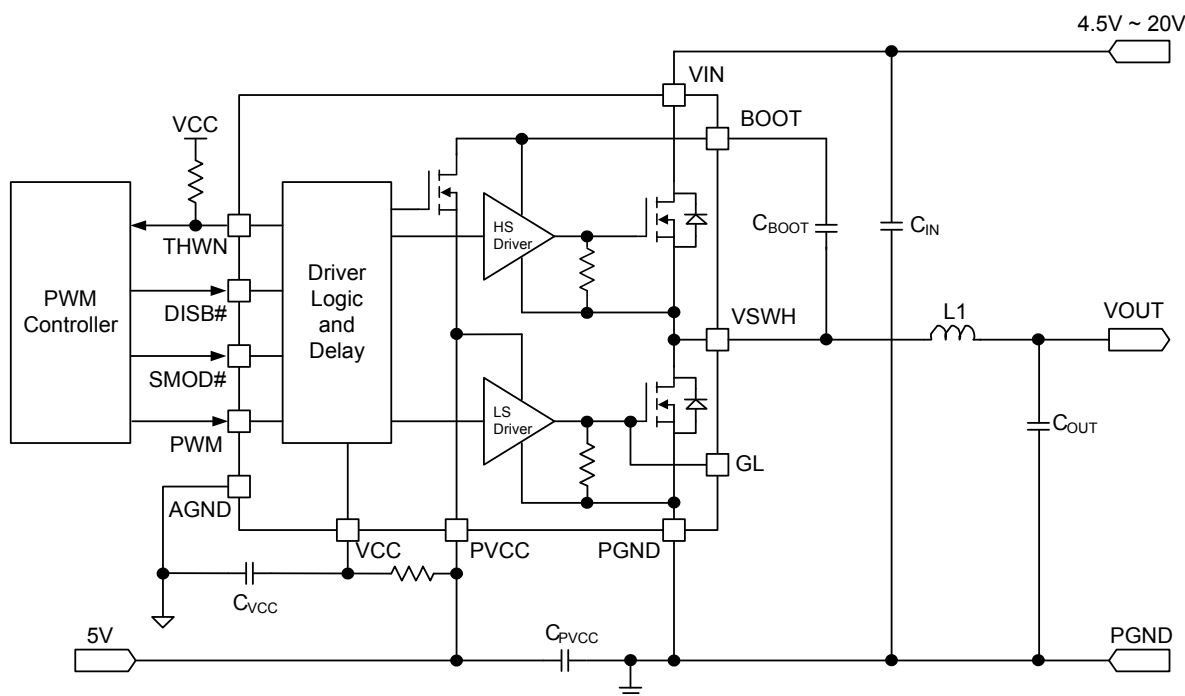 4.5V ~ 20V
VIN
BOOT
VCC
THWN
DISB#
SMOD#
PWM
PWM
Controller
Driver
Logic
and
Delay
HS
Driver
LS
Driver
CBOOT
CIN
VSWH
L1
VOUT
COUT
GL
AGND
VCC
PVCC
PGND
CVCC
5V
CPVCC
PGND